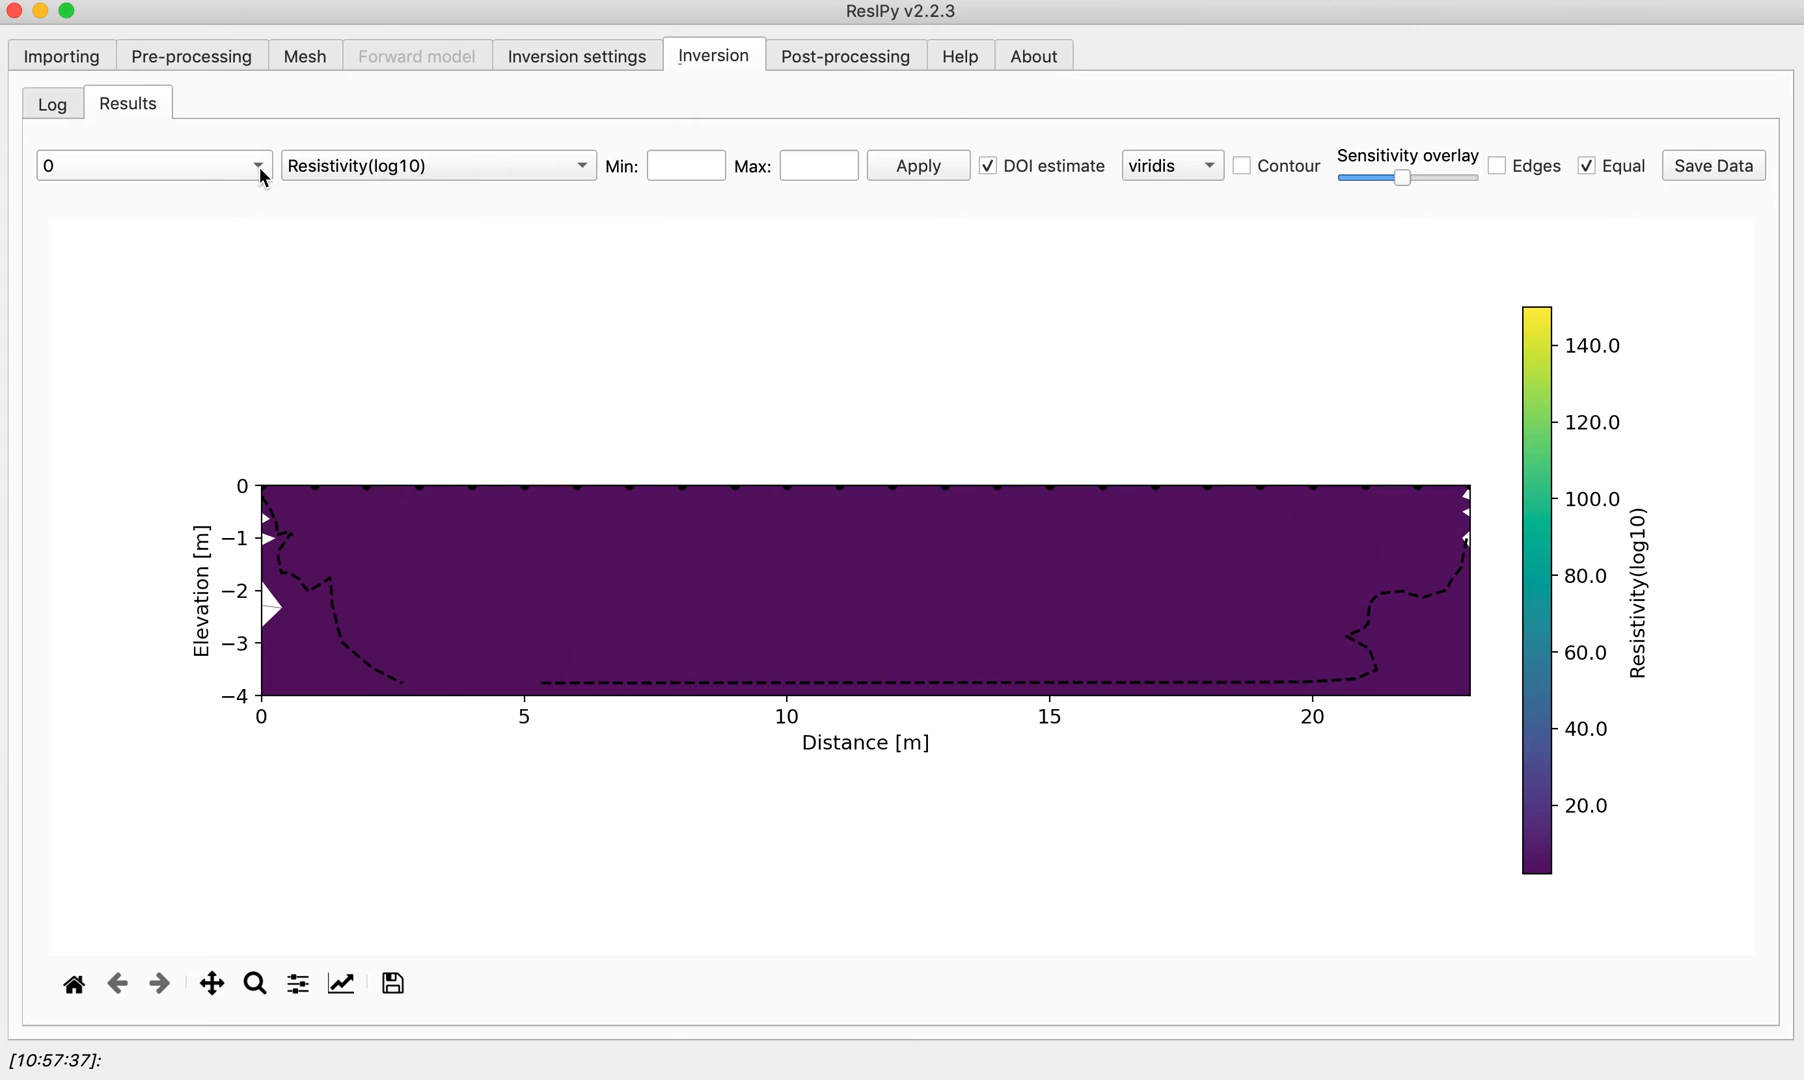 ResIPy v2.2.3
Importing Pre-processing Mesh Forward model Inversion settings Inversion Post-processing Help About
Log Results
0 Resistivity(log10) Min: Max: Apply DOI estimate viridis Contour Sensitivity overlay Edges Equal Save Data
140.0
120.0
100.0
80.0
60.0
40.0
20.0
Resistivity(log10)
0
−1
−2
−3
−4
Elevation [m]
0 5 10 15 20
Distance [m]
[10:57:37]: